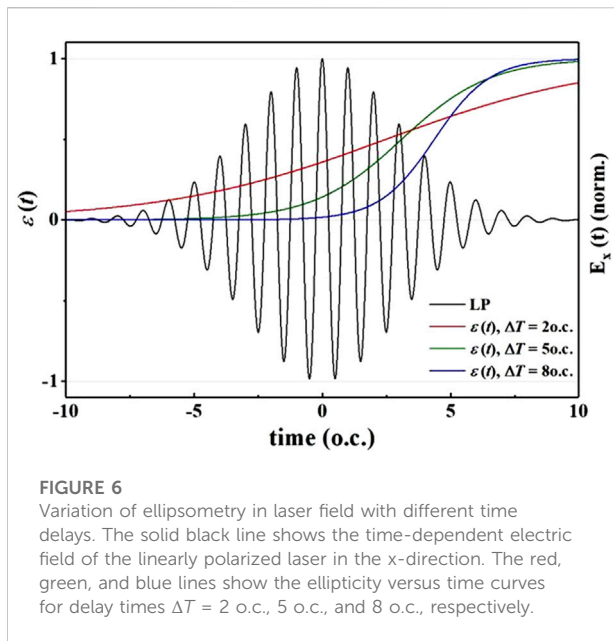 1
0
-1
ε(t)
E_x (t) (norm.)
LP
ε(t), ΔT = 2o.c.
ε(t), ΔT = 5o.c.
ε(t), ΔT = 8o.c.
-10 -5 0 5 10
time (o.c.)
FIGURE 6
Variation of ellipsometry in laser field with different time
delays. The solid black line shows the time-dependent electric
field of the linearly polarized laser in the x-direction. The red,
green, and blue lines show the ellipticity versus time curves
for delay times ΔT = 2 o.c., 5 o.c., and 8 o.c., respectively.